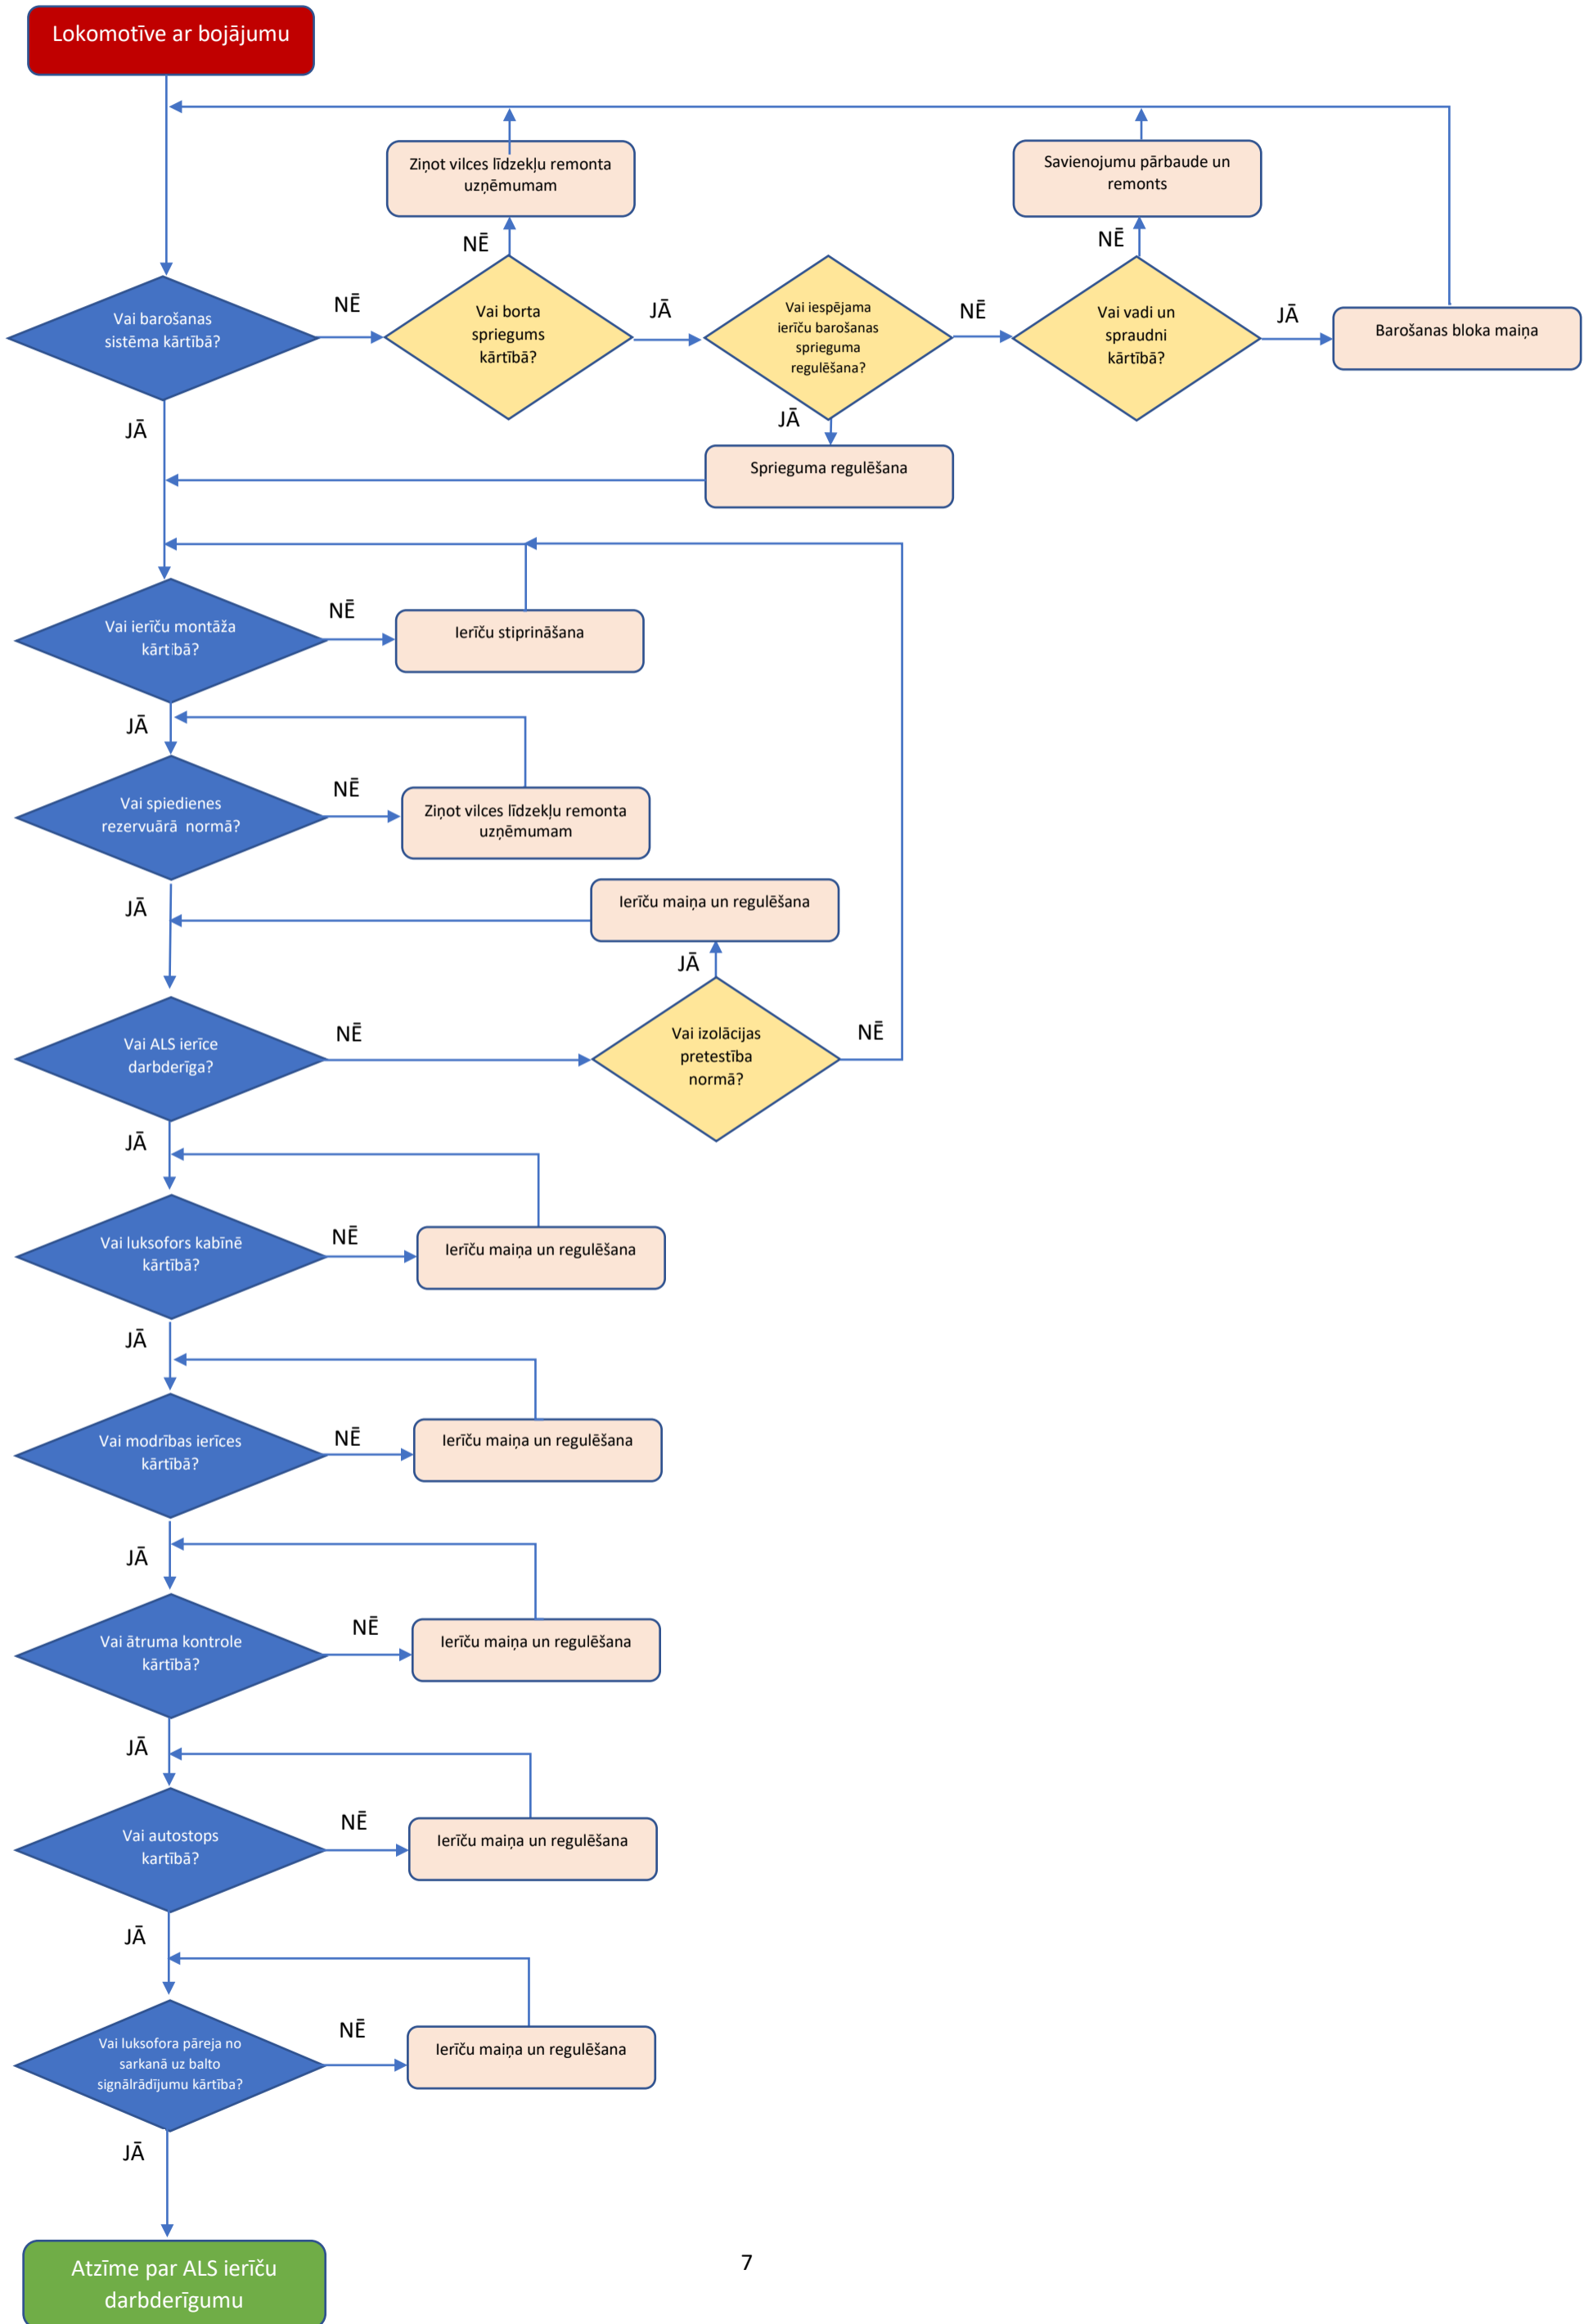 Lokomotīve ar bojājumu
Ziņot vilces līdzekļu remonta
uzņēmumam
Savienojumu pārbaude un
remonts
NĒ
NĒ
Vai barošanas
sistēma kārtībā?
NĒ
Vai borta
spriegums
kārtībā?
JĀ
Vai iespējama
ierīču barošanas
sprieguma
regulēšana?
NĒ
Vai vadi un
spraudni
kārtībā?
JĀ
Barošanas bloka maiņa
JĀ
JĀ
Sprieguma regulēšana
Vai ierīču montāža
kārtībā?
NĒ
Ierīču stiprināšana
JĀ
Vai spiedienes
rezervuārā normā?
NĒ
Ziņot vilces līdzekļu remonta
uzņēmumam
JĀ
Ierīču maiņa un regulēšana
JĀ
Vai ALS ierīce
darbderīga?
NĒ
Vai izolācijas
pretestība
normā?
NĒ
JĀ
Vai luksofors kabīnē
kārtībā?
NĒ
Ierīču maiņa un regulēšana
JĀ
Vai modrības ierīces
kārtībā?
NĒ
Ierīču maiņa un regulēšana
JĀ
Vai ātruma kontrole
kārtībā?
NĒ
Ierīču maiņa un regulēšana
JĀ
Vai autostops
kartībā?
NĒ
Ierīču maiņa un regulēšana
JĀ
Vai luksofora pāreja no
sarkanā uz balto
signālrādījumu kārtība?
NĒ
Ierīču maiņa un regulēšana
JĀ
Atzīme par ALS ierīču
darbderīgumu
7